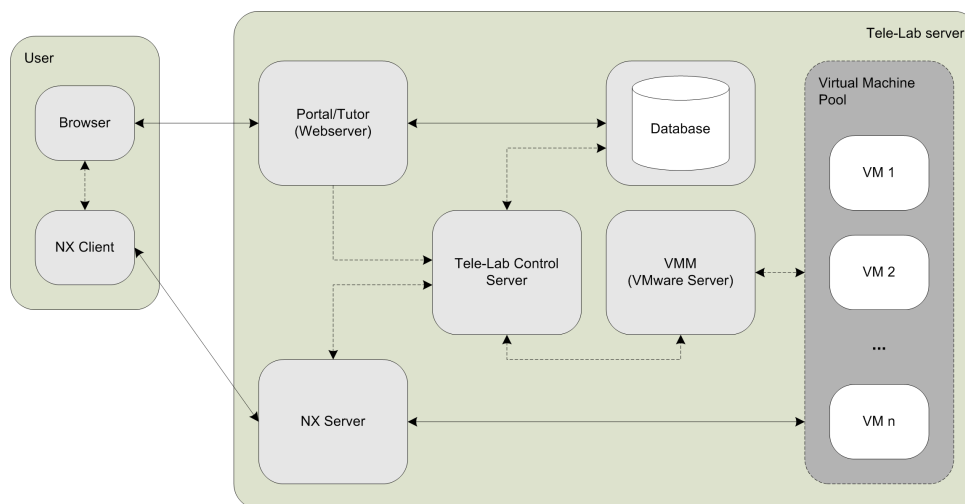 Tele-Lab server
User
Virtual Machine
Pool
Browser
Portal/Tutor
(Webserver)
Database
VM 1
NX Client
Tele-Lab Control
Server
VMM
(VMware Server)
VM 2
...
NX Server
VM n